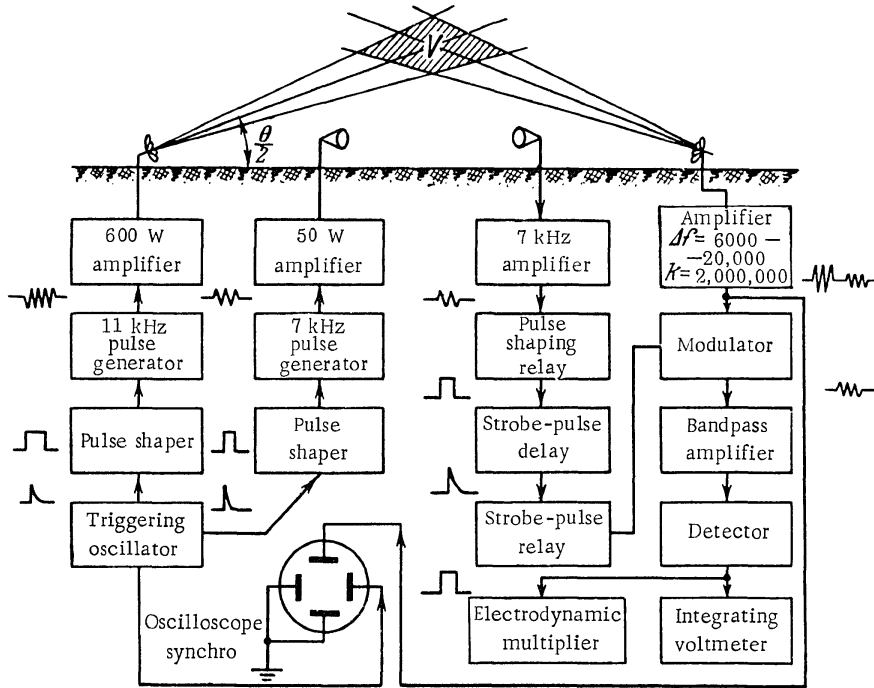 V
θ
2
600 W
amplifier
50 W
amplifier
7 kHz
amplifier
Amplifier
Δf = 6000 –
–20,000
K = 2,000,000
11 kHz
pulse
generator
7 kHz
pulse
generator
Pulse
shaping
relay
Modulator
Pulse shaper
Pulse
shaper
Strobe-pulse
delay
Bandpass
amplifier
Triggering
oscillator
Strobe-pulse
relay
Detector
Oscilloscope
synchro
Electrodynamic
multiplier
Integrating
voltmeter